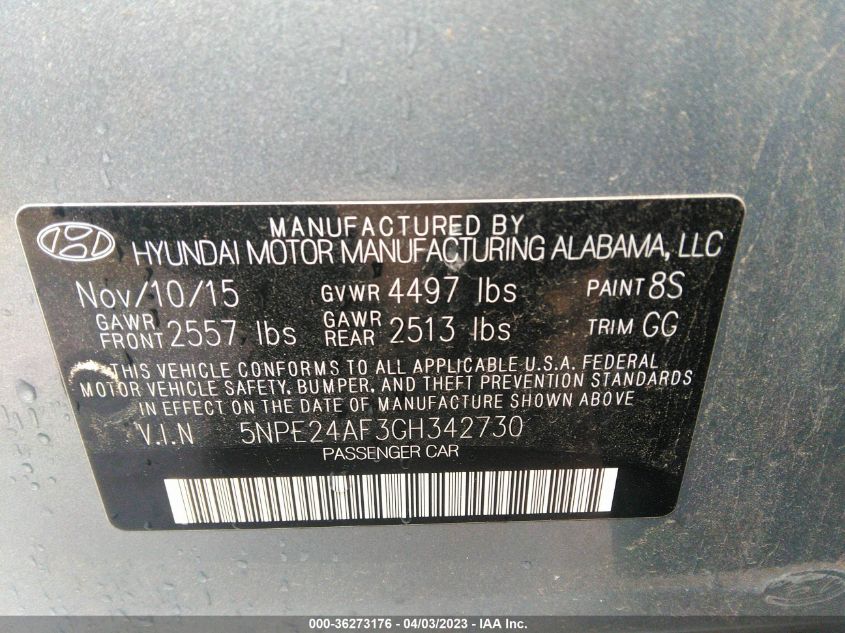 MANUFACTURED BY
HYUNDAI MOTOR MANUFACTURING ALABAMA, LLC
Nov/10/15 GVWR 4497 lbs PAINT 8S
GAWR FRONT 2557 lbs GAWR REAR 2513 lbs TRIM GG
THIS VEHICLE CONFORMS TO ALL APPLICABLE U.S.A. FEDERAL
MOTOR VEHICLE SAFETY, BUMPER, AND THEFT PREVENTION STANDARDS
IN EFFECT ON THE DATE OF MANUFACTURE SHOWN ABOVE
V.I.N 5NPE24AF3GH342730
PASSENGER CAR
000-36273176 - 04/03/2023 - IAA Inc.